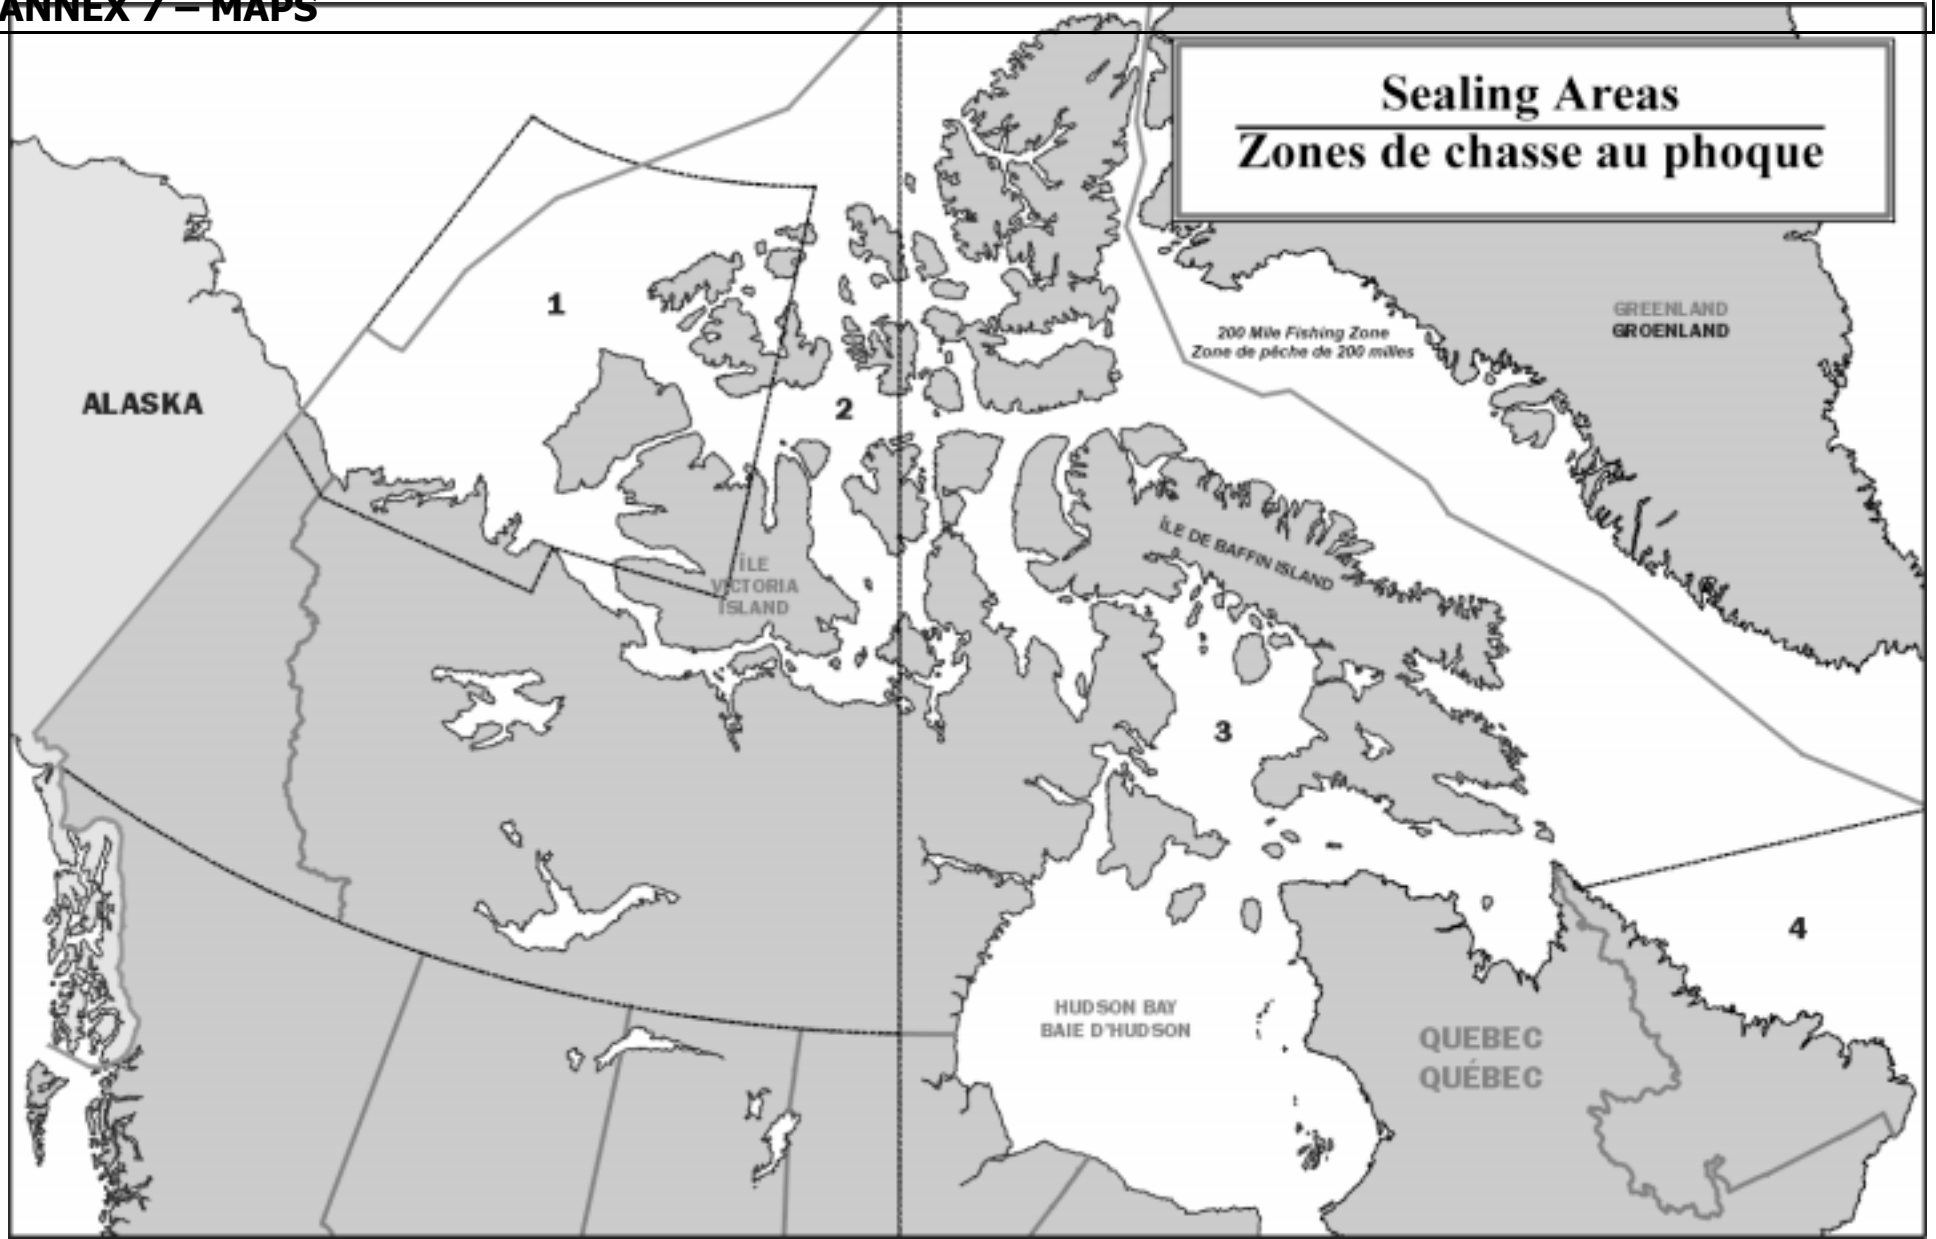 ANNEX 7 – MAPS
Sealing Areas
Zones de chasse au phoque
1
GREENLAND
GROENLAND
200 Mile Fishing Zone
Zone de pêche de 200 milles
ALASKA
2
ÎLE DE BAFFIN ISLAND
ÎLE
VICTORIA
ISLAND
3
4
HUDSON BAY
BAIE D'HUDSON
QUEBEC
QUÉBEC